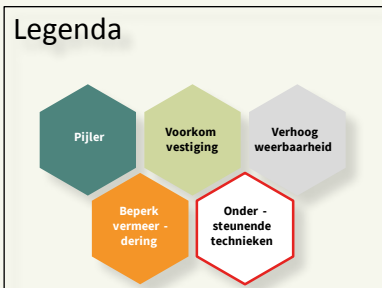 Legenda
Pijler
Voorkom
vestiging
Verhoog
weerbaarheid
Beperk
vermeer -
dering
Onder -
steunende
technieken